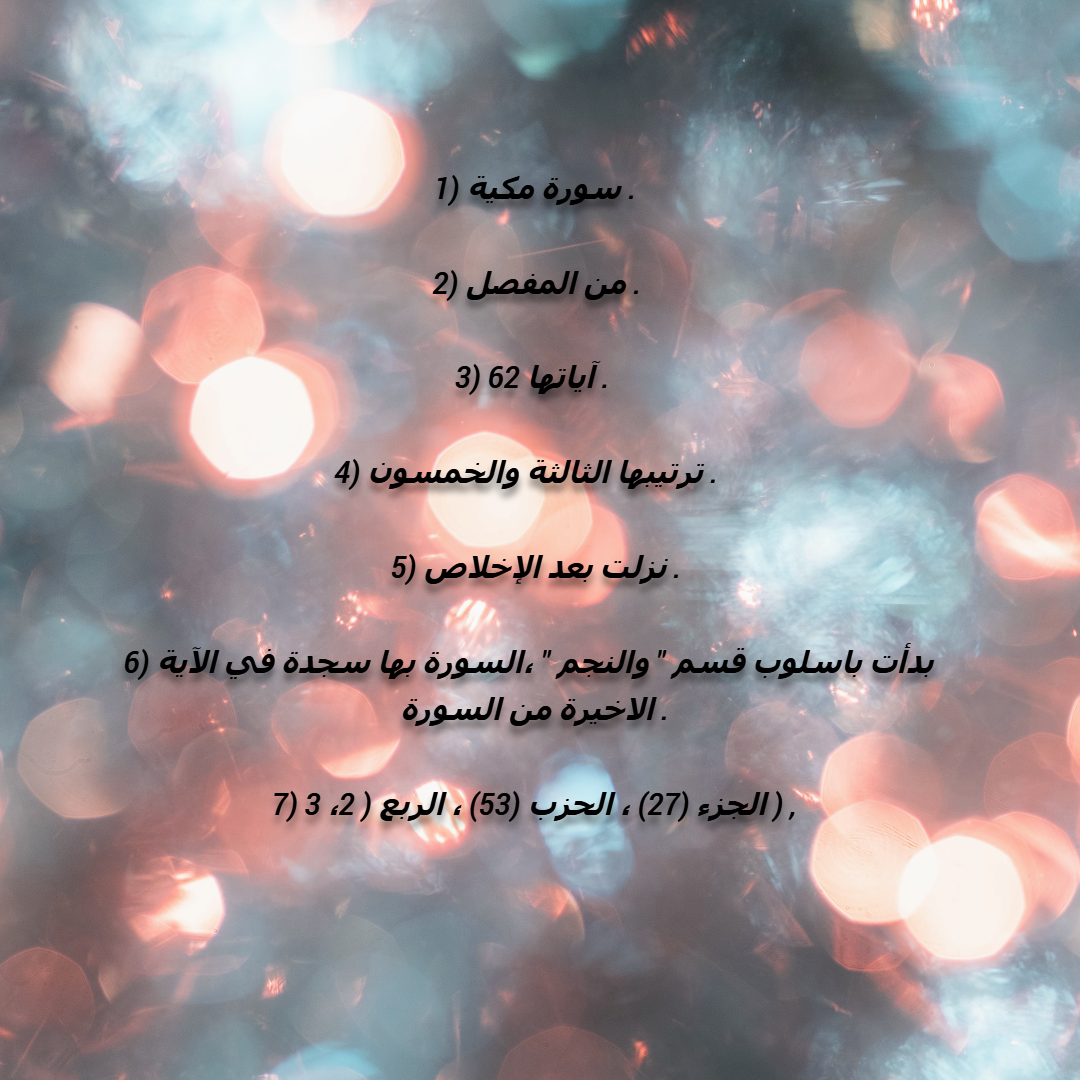 1) سورة مكية .
2) من المفصل .
3) آياتها 62 .
4) ترتيبها الثالثة والخمسون .
5) نزلت بعد الإخلاص .
6) بدأت باسلوب قسم " والنجم " ،السورة بها سجدة في الآية
الاخيرة من السورة .
7) الجزء (27) ، الحزب (53) ، الربع ( 2، 3 ) ,